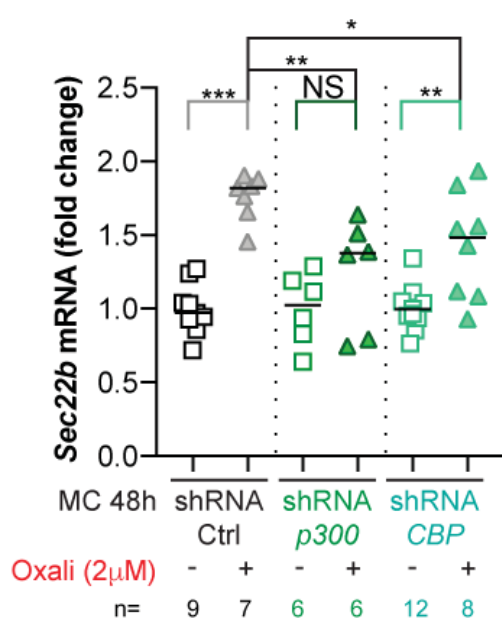 *
**
NS
***
**
Sec22b mRNA (fold change)
2.5
2.0
1.5
1.0
0.5
0.0
MC 48h shRNA shRNA shRNA
Ctrl p300 CBP
Oxali (2μM) - + - + - +
n= 9 7 6 6 12 8